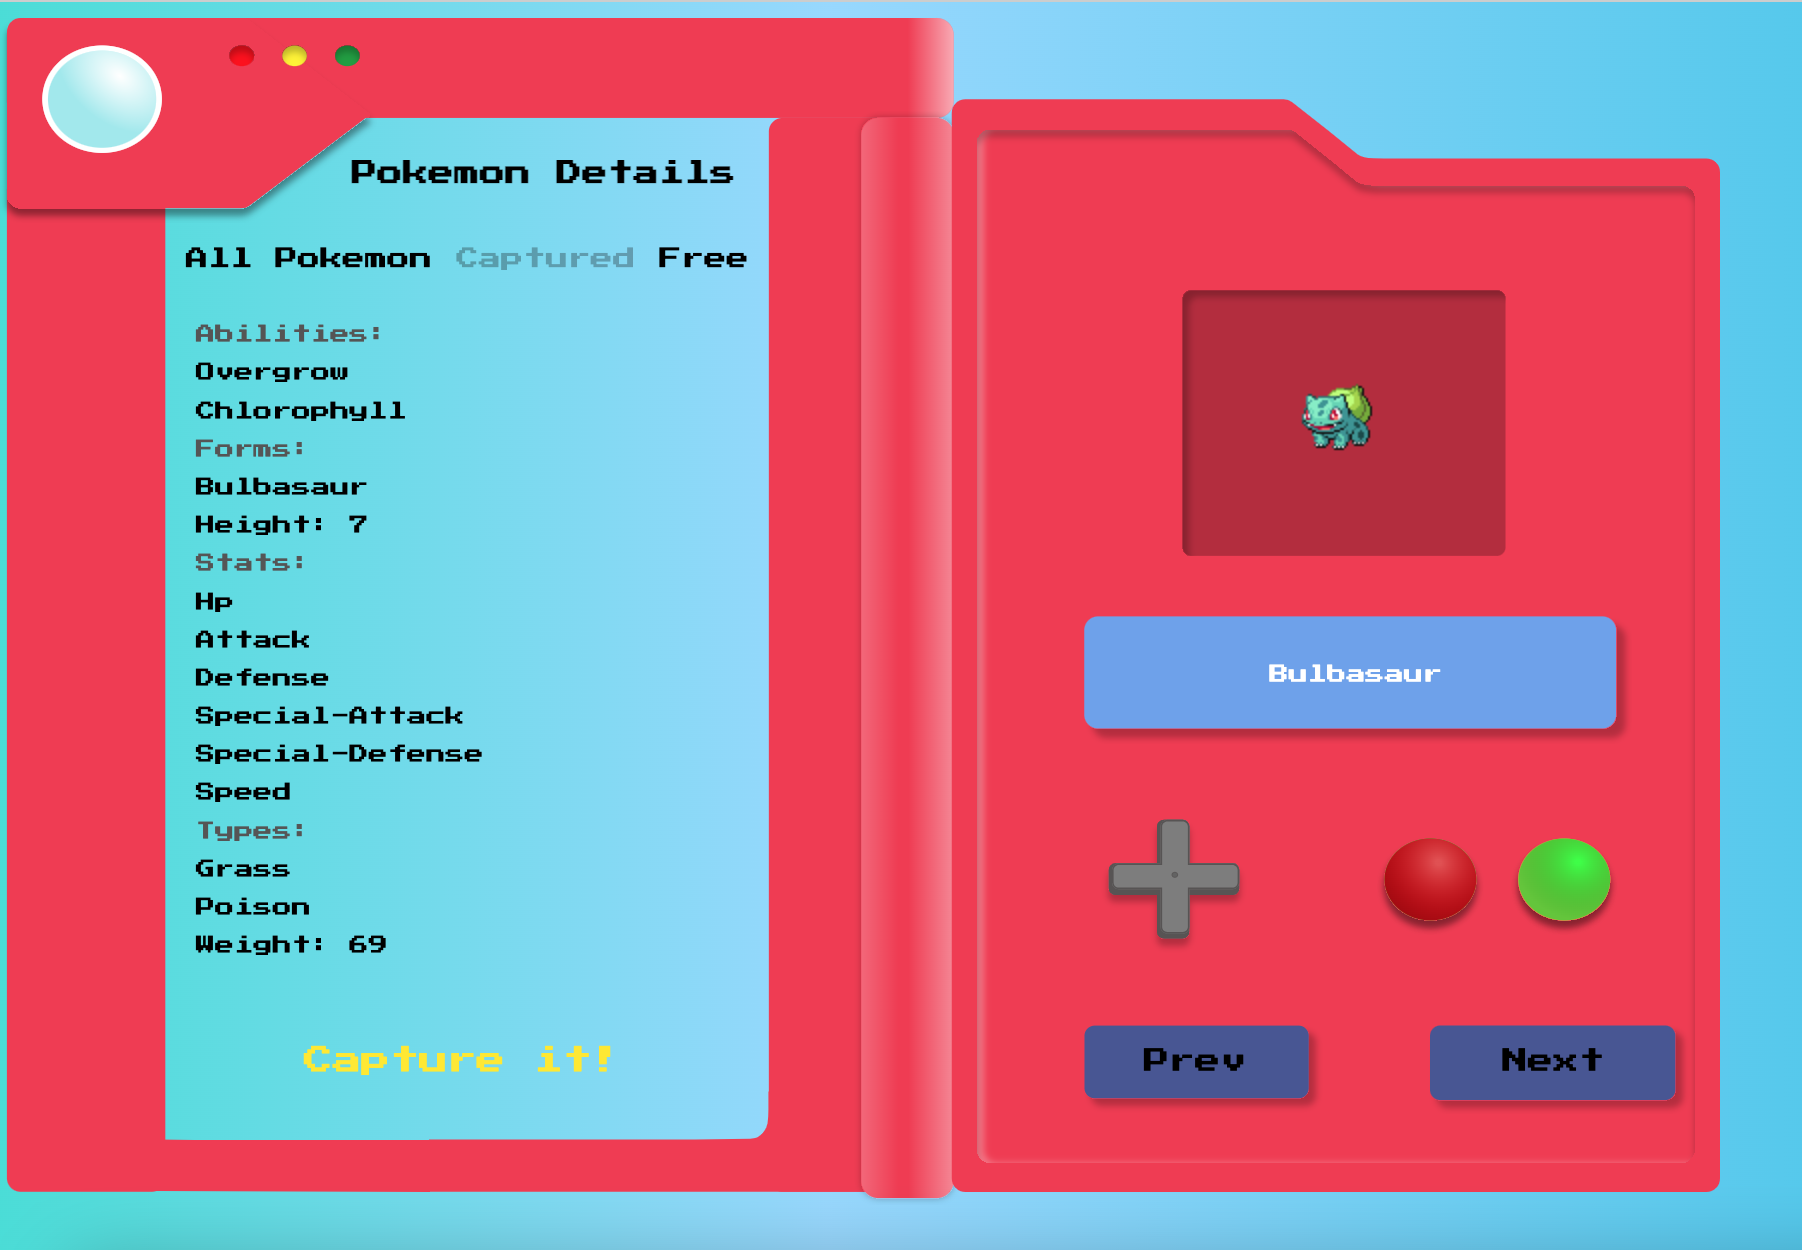 Pokemon Details
All Pokemon Captured Free
Abilities:
Overgrow
Chlorophyll
Forms:
Bulbasaur
Height: 7
Stats:
Hp
Attack
Defense
Special-Attack
Special-Defense
Speed
Types:
Grass
Poison
Weight: 69
Capture it!
Bulbasaur
Prev
Next